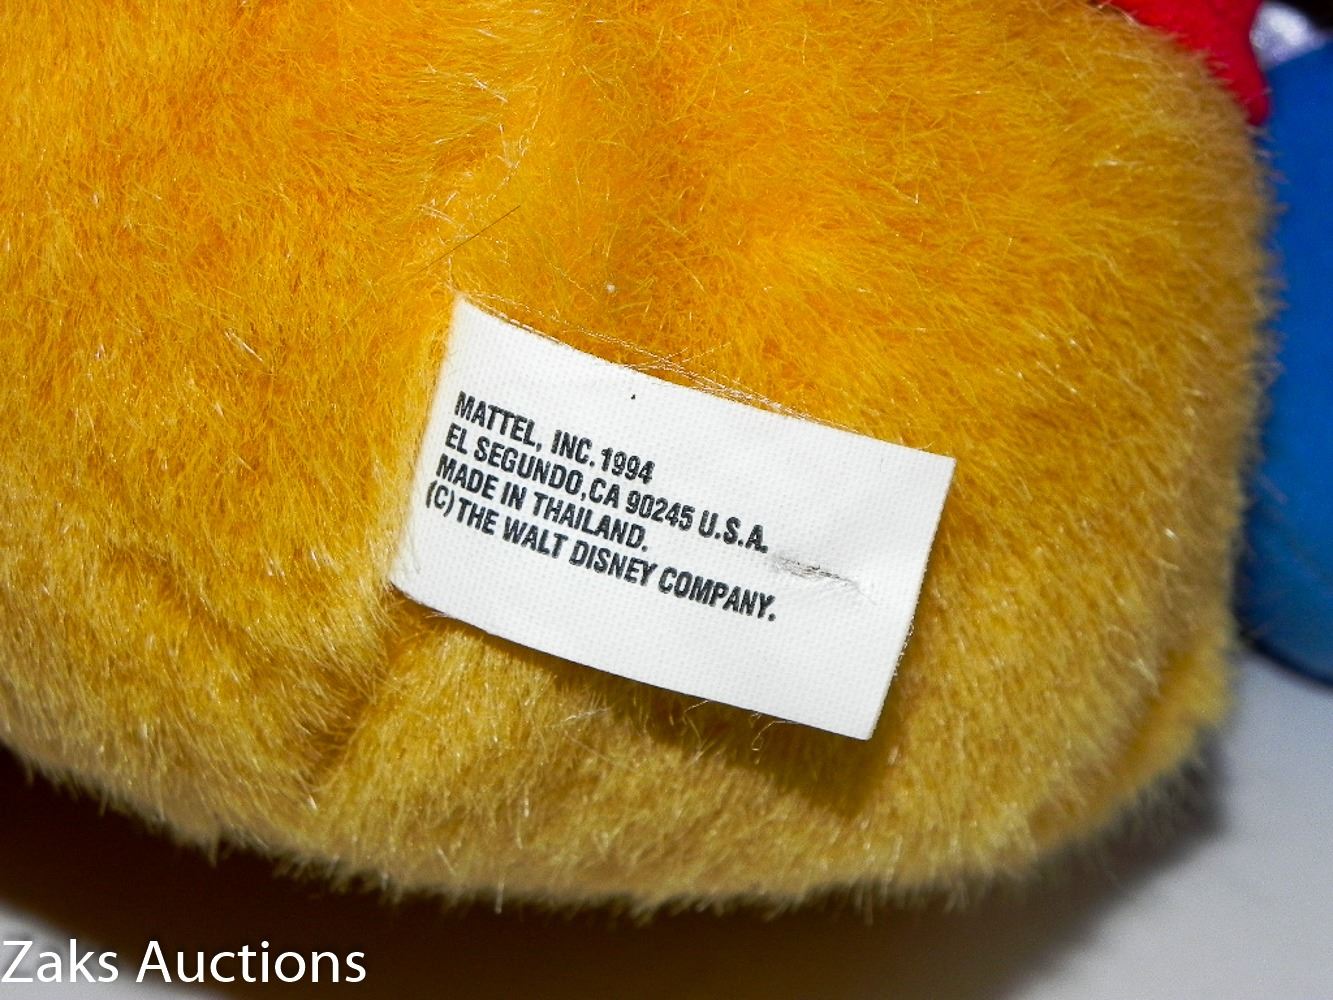 MATTEL, INC. 1994
EL SEGUNDO, CA 90245 U.S.A.
MADE IN THAILAND.
(C) THE WALT DISNEY COMPANY.
Zaks Auctions